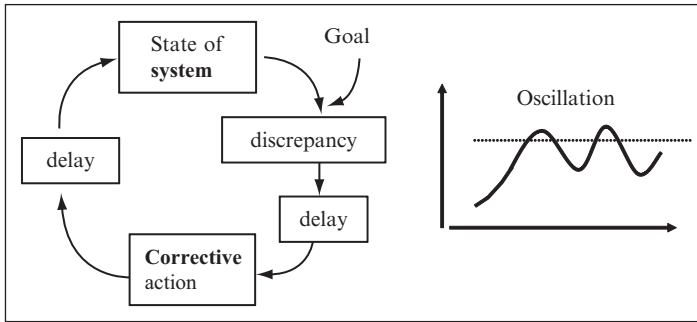 State of
system
Goal
discrepancy
delay
Corrective
action
delay
Oscillation